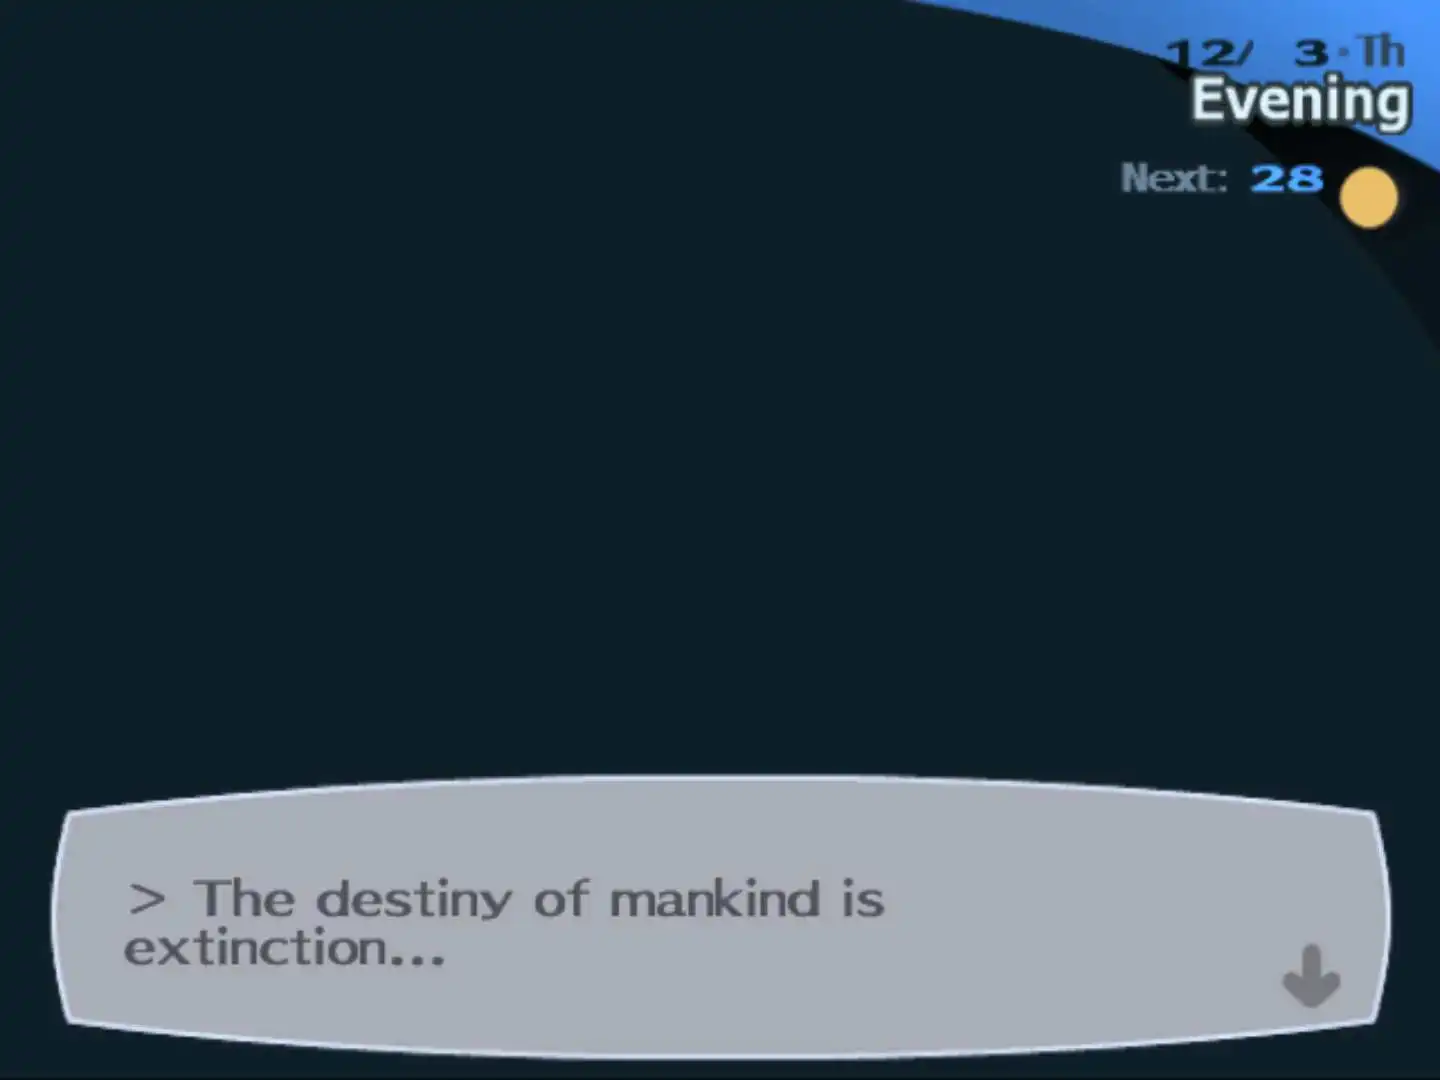 12/ 3・Th
Evening
Next: 28
> The destiny of mankind is
extinction...